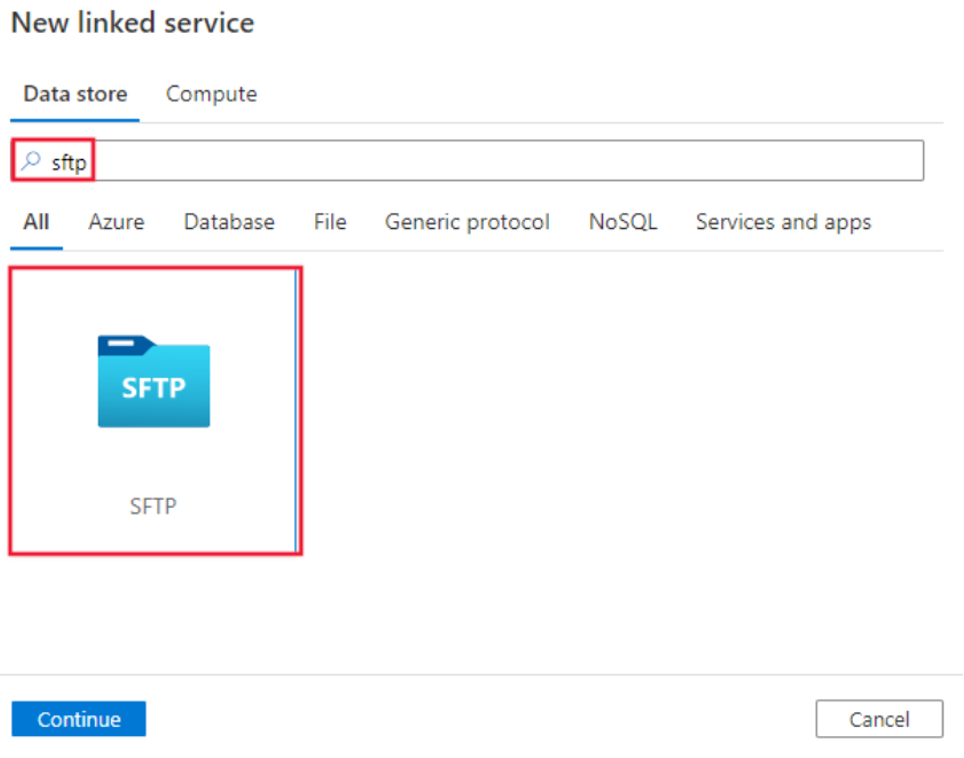 New linked service
Data store Compute
sftp
All Azure Database File Generic protocol NoSQL Services and apps
SFTP
SFTP
Continue Cancel